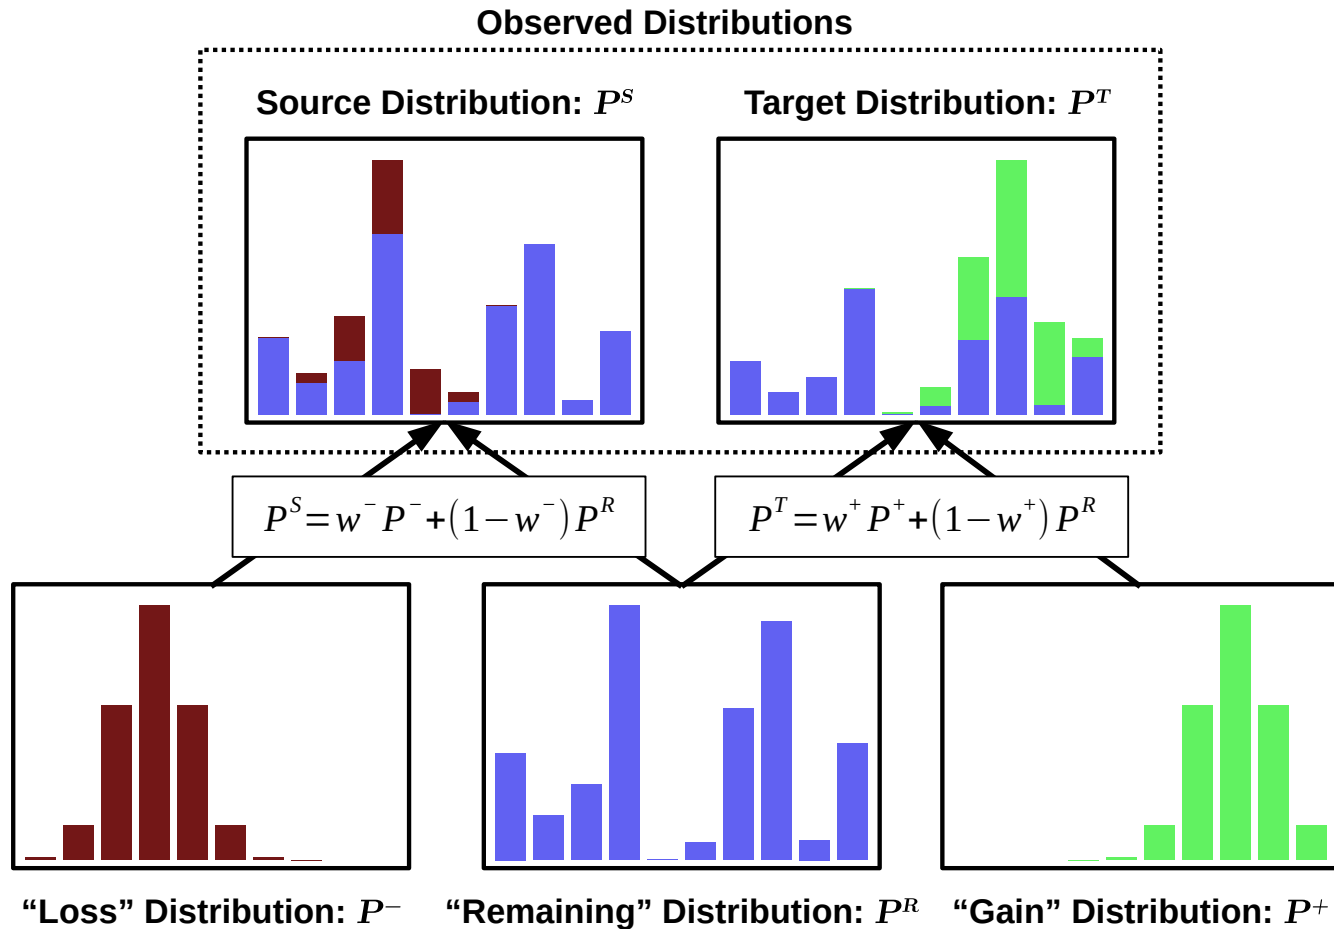 Observed Distributions
Source Distribution: P^S
Target Distribution: P^T
P^S = w^- P^- + (1 − w^-) P^R
P^T = w^+ P^+ + (1 − w^+) P^R
“Loss” Distribution: P^−
“Remaining” Distribution: P^R
“Gain” Distribution: P^+